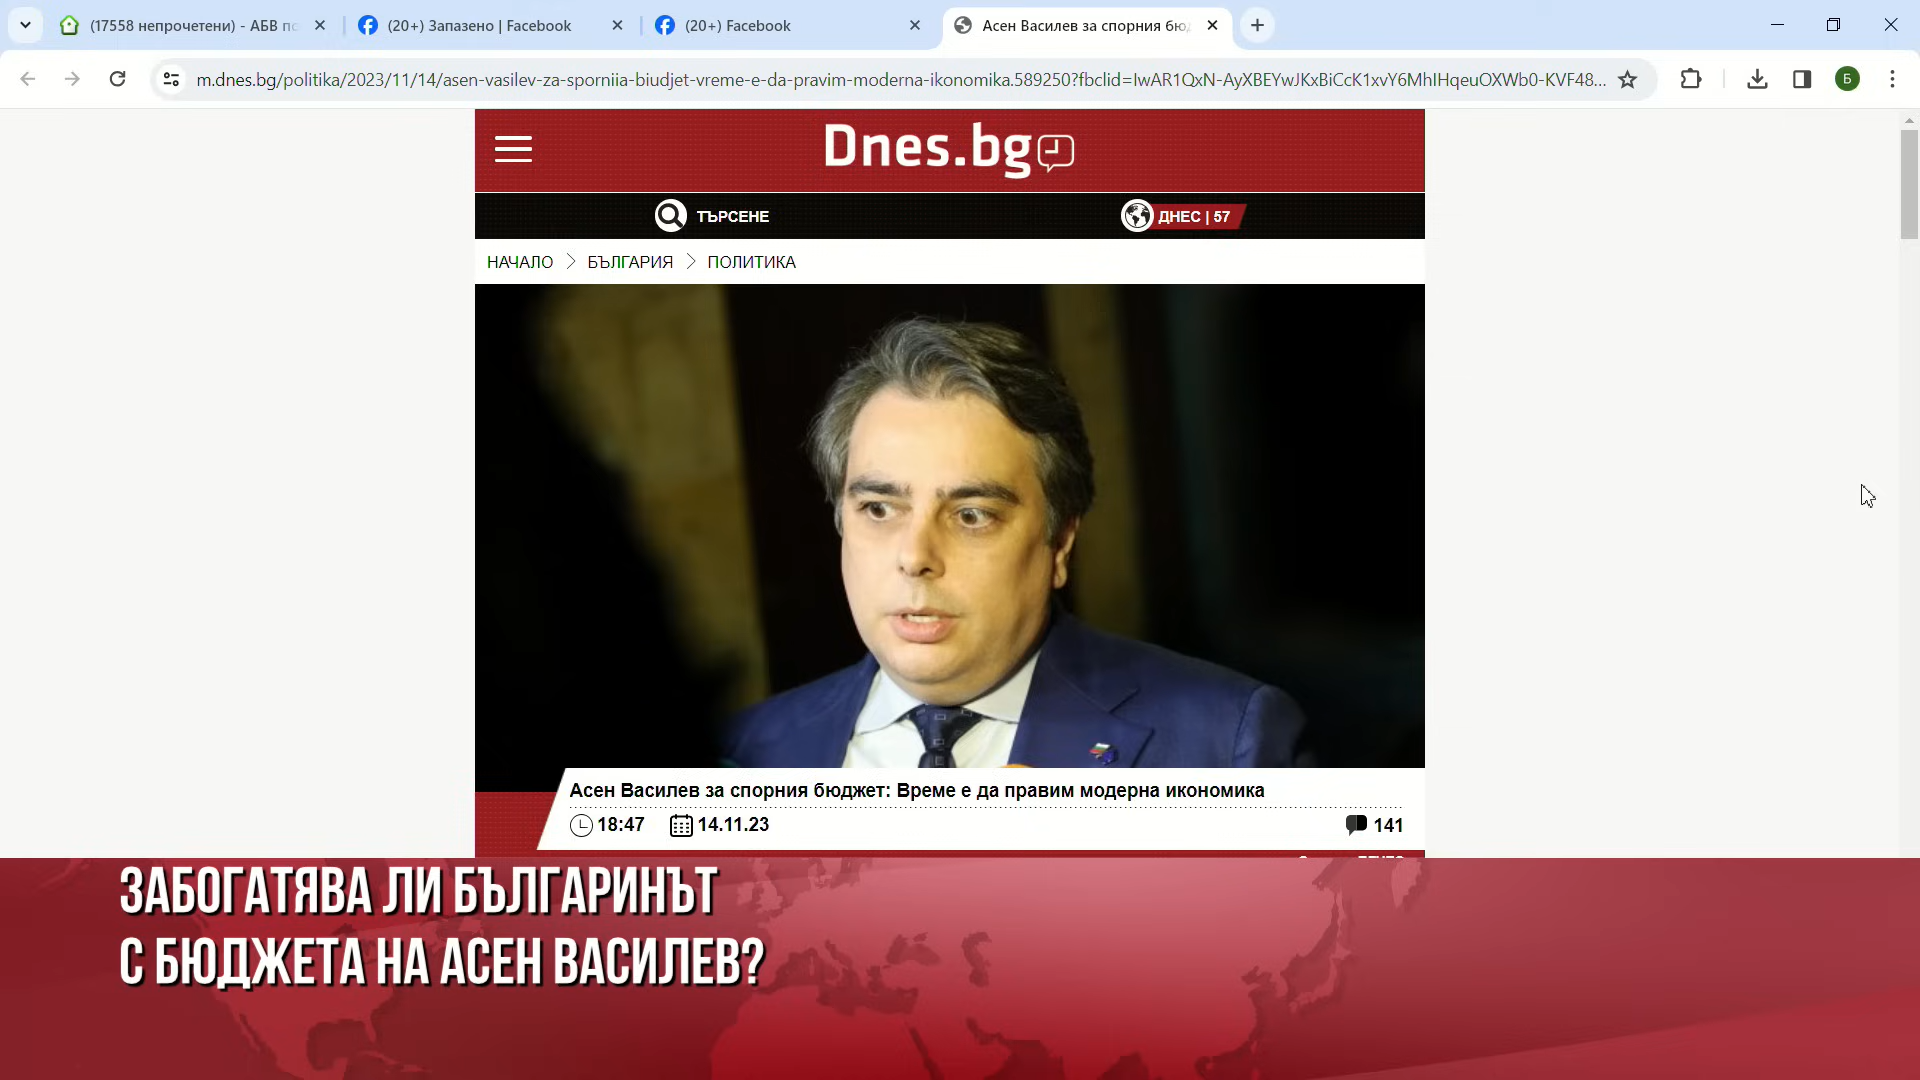 (17558 непрочетени) - АБВ по
(20+) Запазено | Facebook
(20+) Facebook
Асен Василев за спорния бюд
m.dnes.bg/politika/2023/11/14/asen-vasilev-za-sporniia-biudjet-vreme-e-da-pravim-moderna-ikonomika.589250?fbclid=IwAR1QxN-AyXBEYwJKxBiCcK1xvY6MhIHqeuOXWb0-KVF48...
Б
Dnes.bg
ТЪРСЕНЕ
ДНЕС | 57
НАЧАЛО
БЪЛГАРИЯ
ПОЛИТИКА
Асен Василев за спорния бюджет: Време е да правим модерна икономика
18:47
14.11.23
141
ЗАБОГАТЯВА ЛИ БЪЛГАРИНЪТ
С БЮДЖЕТА НА АСЕН ВАСИЛЕВ?